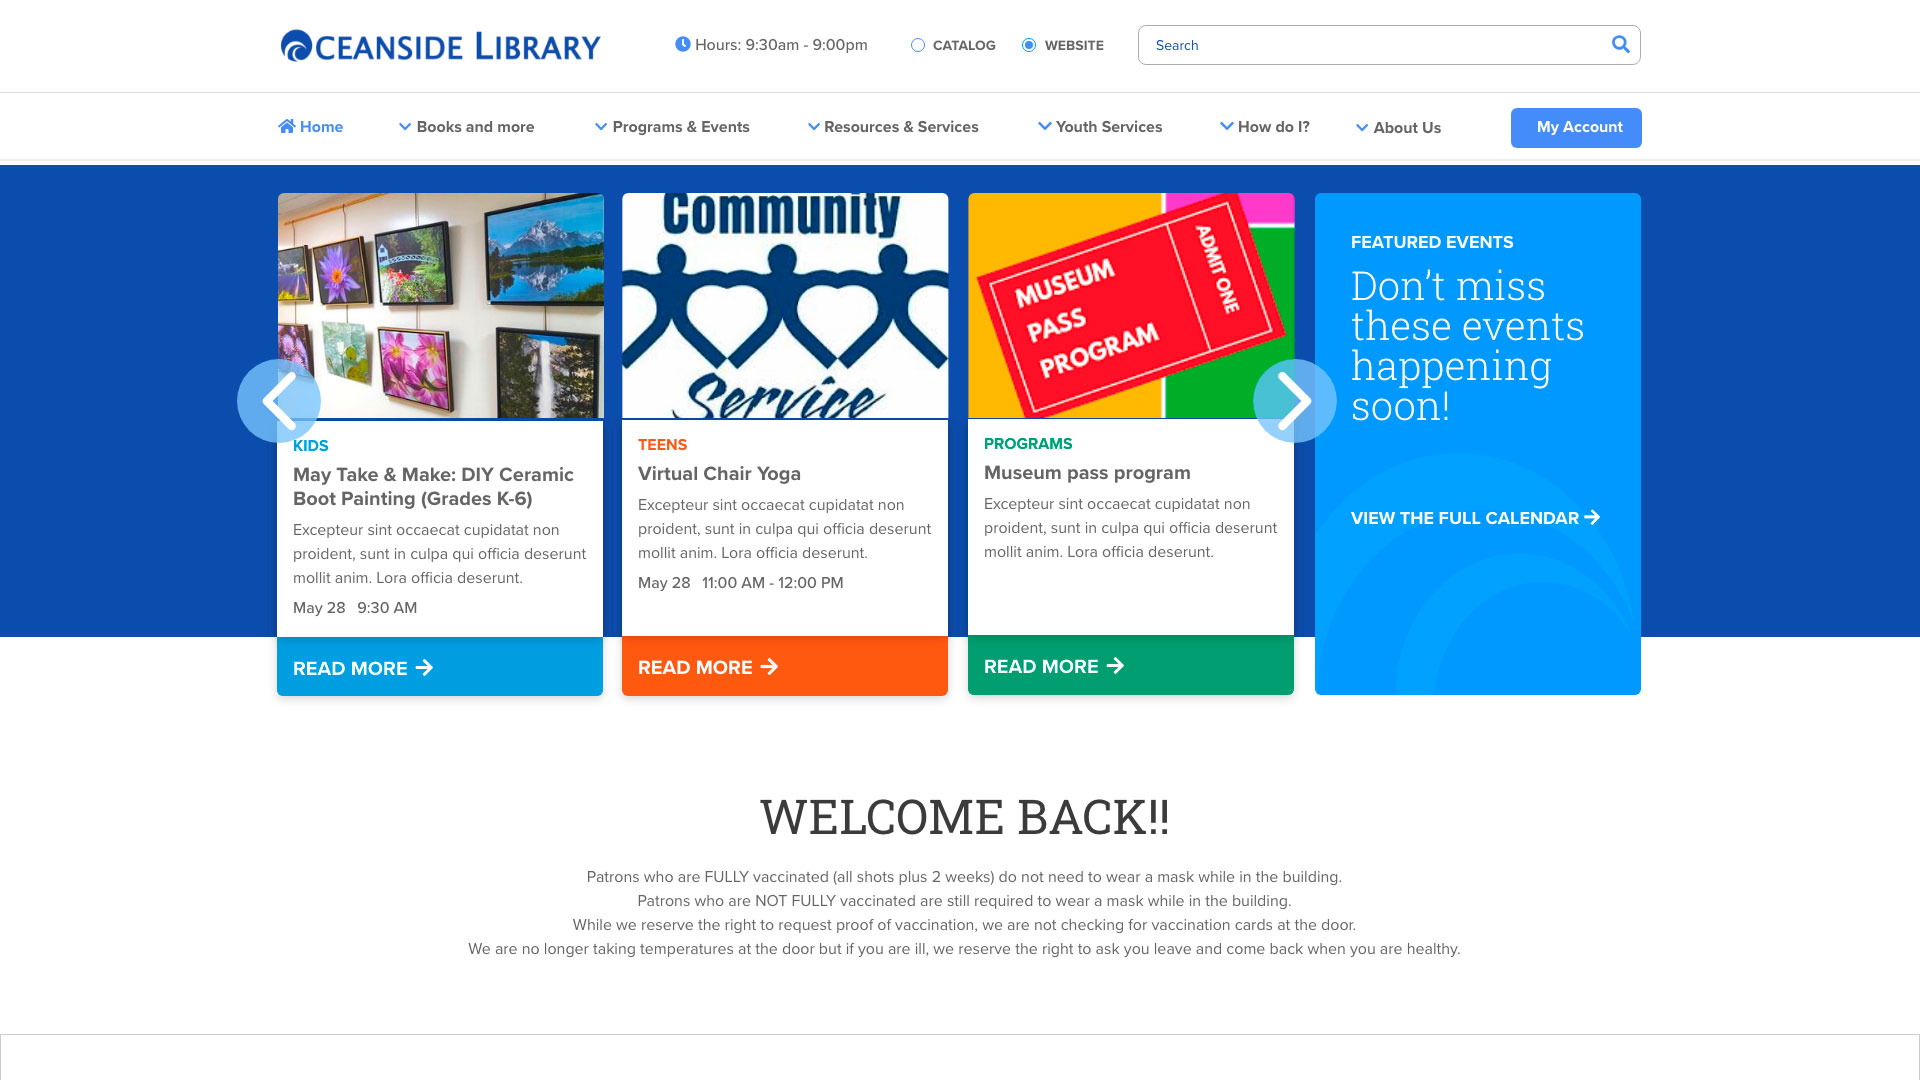 OCEANSIDE LIBRARY
Hours: 9:30am - 9:00pm
CATALOG
WEBSITE
Search
Home
Books and more
Programs & Events
Resources & Services
Youth Services
How do I?
About Us
My Account
KIDS
May Take & Make: DIY Ceramic
Boot Painting (Grades K-6)
Excepteur sint occaecat cupidatat non
proident, sunt in culpa qui officia deserunt
mollit anim. Lora officia deserunt.
May 28 9:30 AM
READ MORE
Community
Service
TEENS
Virtual Chair Yoga
Excepteur sint occaecat cupidatat non
proident, sunt in culpa qui officia deserunt
mollit anim. Lora officia deserunt.
May 28 11:00 AM - 12:00 PM
READ MORE
MUSEUM
PASS
PROGRAM
ADMIT ONE
PROGRAMS
Museum pass program
Excepteur sint occaecat cupidatat non
proident, sunt in culpa qui officia deserunt
mollit anim. Lora officia deserunt.
READ MORE
FEATURED EVENTS
Don't miss
these events
happening
soon!
VIEW THE FULL CALENDAR
WELCOME BACK!!
Patrons who are FULLY vaccinated (all shots plus 2 weeks) do not need to wear a mask while in the building.
Patrons who are NOT FULLY vaccinated are still required to wear a mask while in the building.
While we reserve the right to request proof of vaccination, we are not checking for vaccination cards at the door.
We are no longer taking temperatures at the door but if you are ill, we reserve the right to ask you leave and come back when you are healthy.